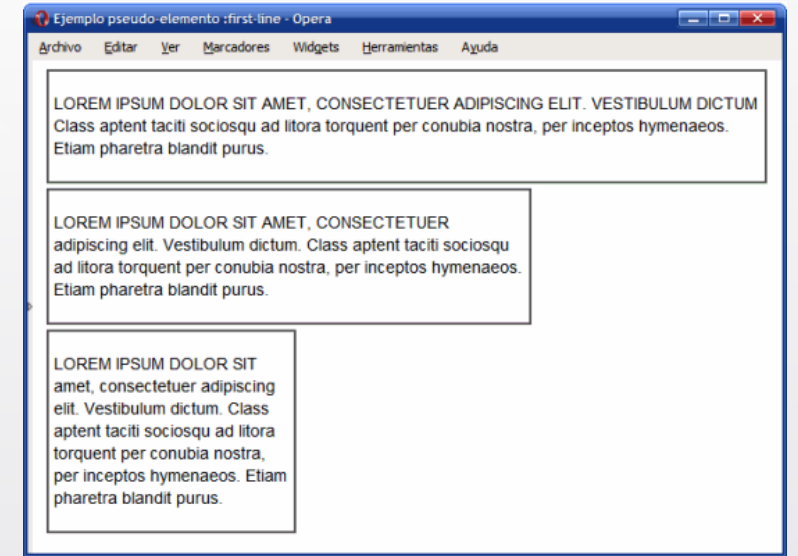 Ejemplo pseudo-elemento :first-line - Opera
Archivo Editar Ver Marcadores Widgets Herramientas Ayuda
LOREM IPSUM DOLOR SIT AMET, CONSECTETUER ADIPISCING ELIT. VESTIBULUM DICTUM
Class aptent taciti sociosqu ad litora torquent per conubia nostra, per inceptos hymenaeos.
Etiam pharetra blandit purus.
LOREM IPSUM DOLOR SIT AMET, CONSECTETUER
adipiscing elit. Vestibulum dictum. Class aptent taciti sociosqu
ad litora torquent per conubia nostra, per inceptos hymenaeos.
Etiam pharetra blandit purus.
LOREM IPSUM DOLOR SIT
amet, consectetuer adipiscing
elit. Vestibulum dictum. Class
aptent taciti sociosqu ad litora
torquent per conubia nostra,
per inceptos hymenaeos. Etiam
pharetra blandit purus.